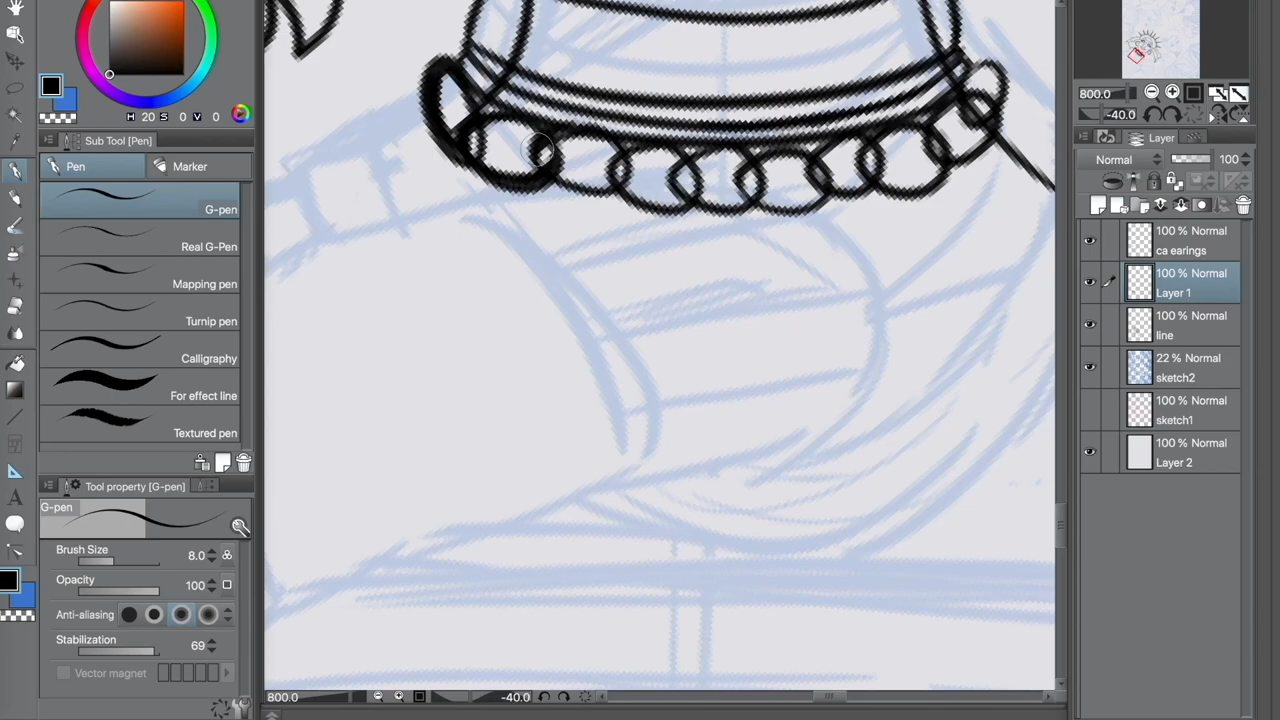 H 20 S 0 V 0
Sub Tool [Pen]
Pen
Marker
G-pen
Real G-Pen
Mapping pen
Turnip pen
Calligraphy
For effect line
Textured pen
Tool property [G-pen]
G-pen
Brush Size 8.0
Opacity 100
Anti-aliasing
Stabilization 69
Vector magnet
800.0
-40.0
800.0
-40.0
Layer
Normal 100
100 % Normal
ca earings
100 % Normal
Layer 1
100 % Normal
line
22 % Normal
sketch2
100 % Normal
sketch1
100 % Normal
Layer 2